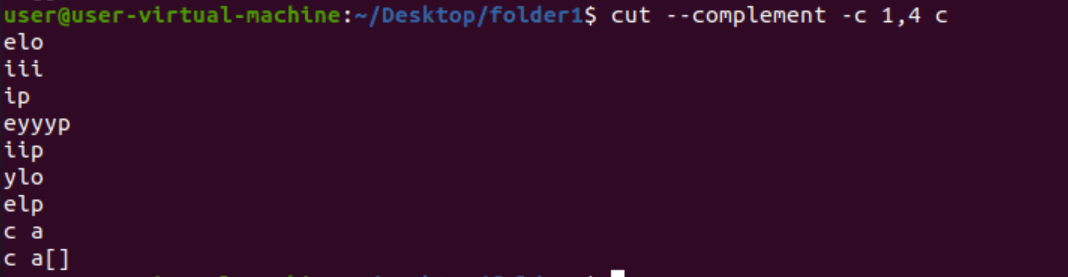 user@user-virtual-machine:~/Desktop/folder1$ cut --complement -c 1,4 c
elo
iii
ip
eyyyp
iip
ylo
elp
c a
c a[]